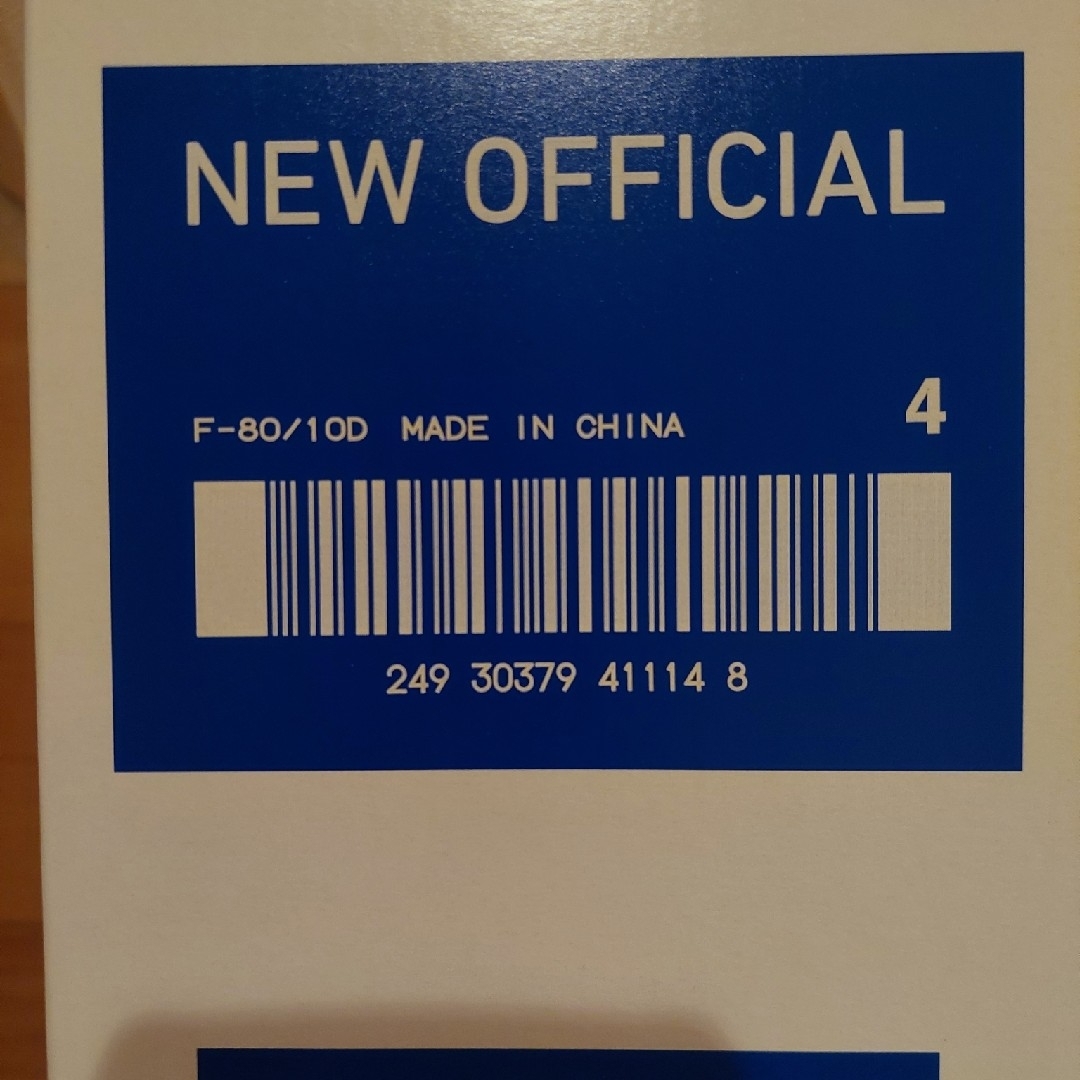 NEW OFFICIAL
4
F-80/10D MADE IN CHINA
249 30379 41114 8